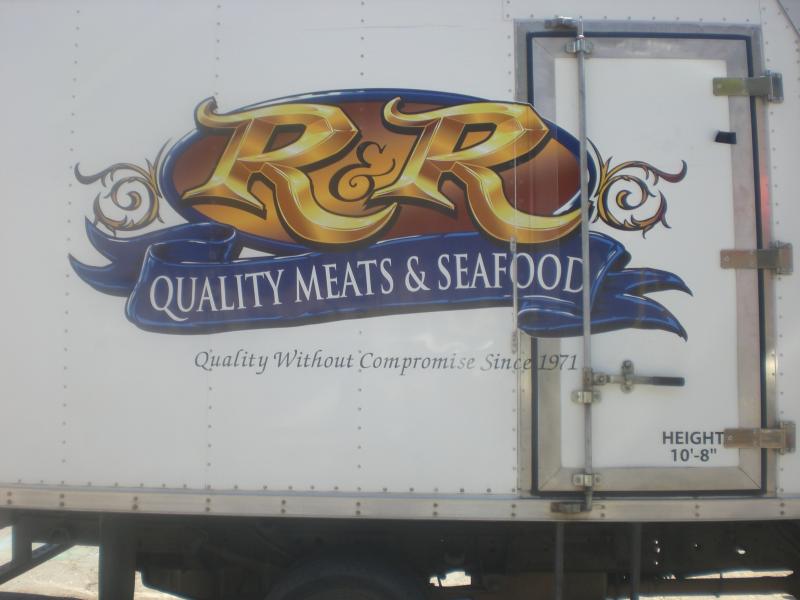 R&R
QUALITY MEATS & SEAFOOD
Quality Without Compromise Since 1971
HEIGHT
10'-8"